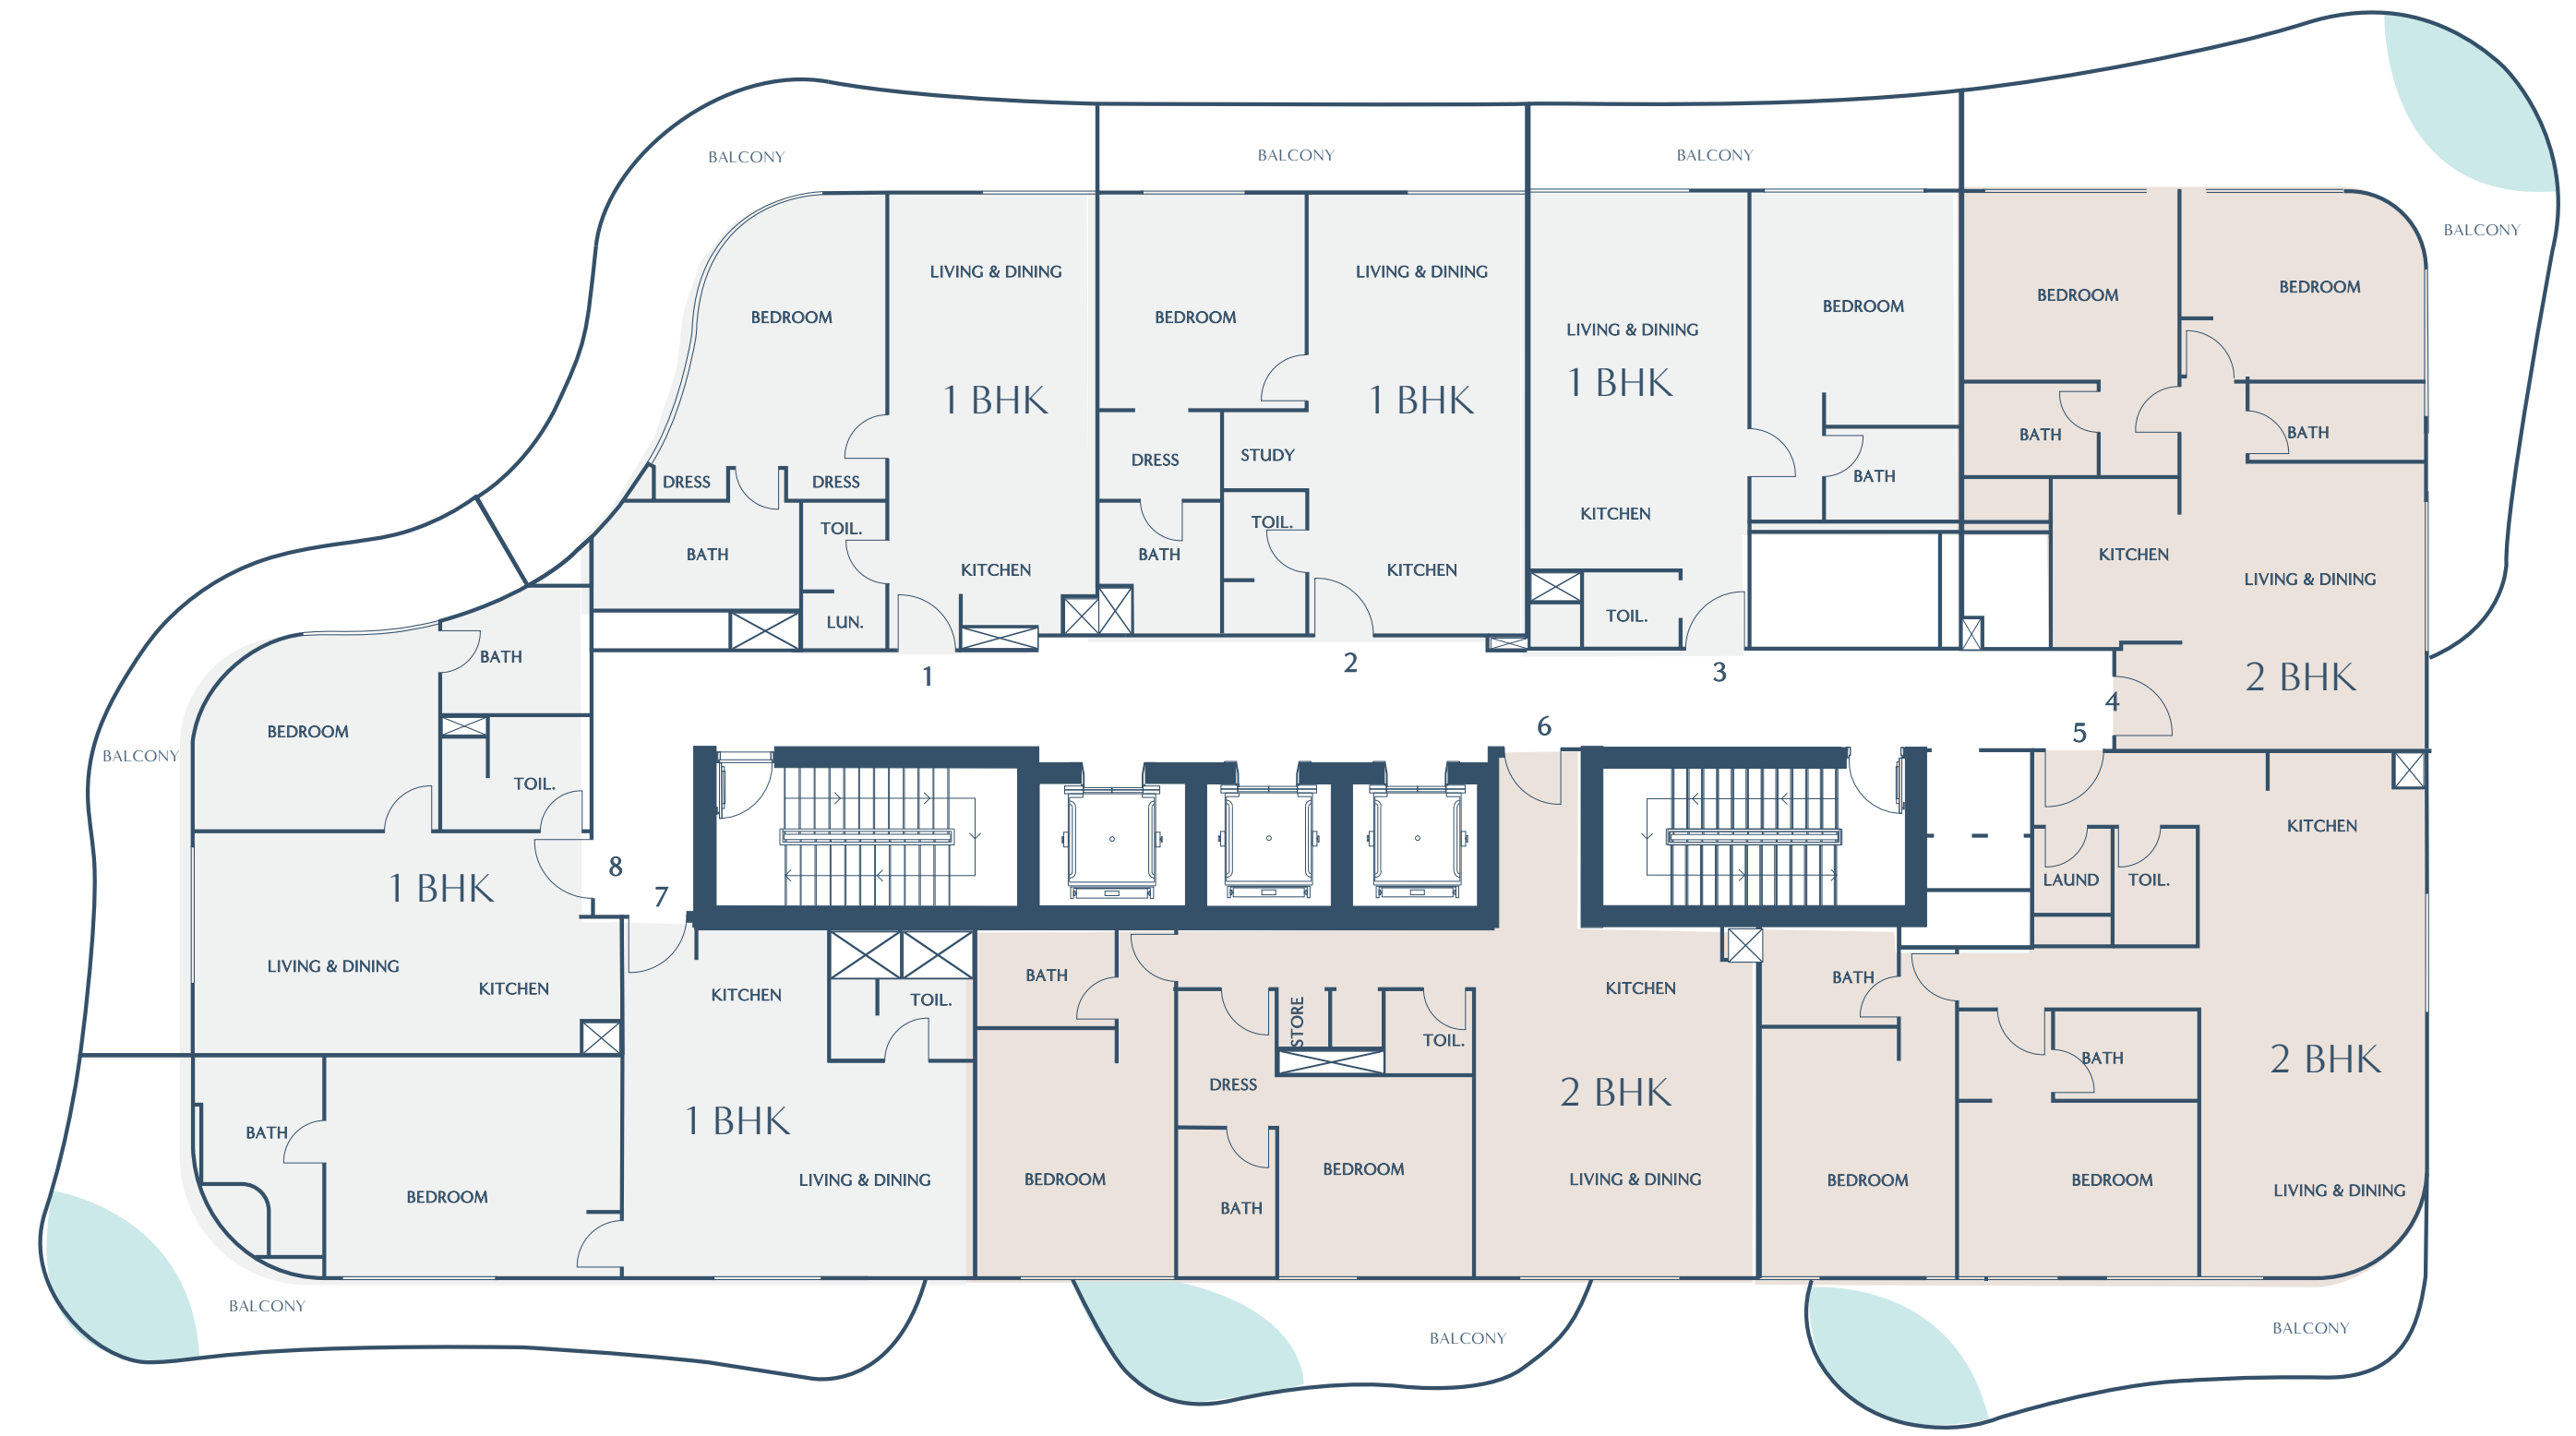 BALCONY
BALCONY
BALCONY
BALCONY
LIVING & DINING
LIVING & DINING
BEDROOM
BEDROOM
BEDROOM
BEDROOM
BEDROOM
BEDROOM
LIVING & DINING
1 BHK
1 BHK
1 BHK
BATH
BATH
STUDY
DRESS
BATH
DRESS
DRESS
KITCHEN
TOIL.
TOIL.
BATH
BATH
KITCHEN
KITCHEN
KITCHEN
LIVING & DINING
TOIL.
LUN.
BATH
1
2
3
2 BHK
4
5
6
BEDROOM
BALCONY
TOIL.
KITCHEN
8
7
LAUND
TOIL.
1 BHK
LIVING & DINING
KITCHEN
KITCHEN
TOIL.
BATH
STORE
TOIL.
KITCHEN
BATH
BATH
2 BHK
DRESS
2 BHK
1 BHK
BATH
BEDROOM
LIVING & DINING
BEDROOM
BEDROOM
BATH
LIVING & DINING
BEDROOM
BEDROOM
LIVING & DINING
BALCONY
BALCONY
BALCONY